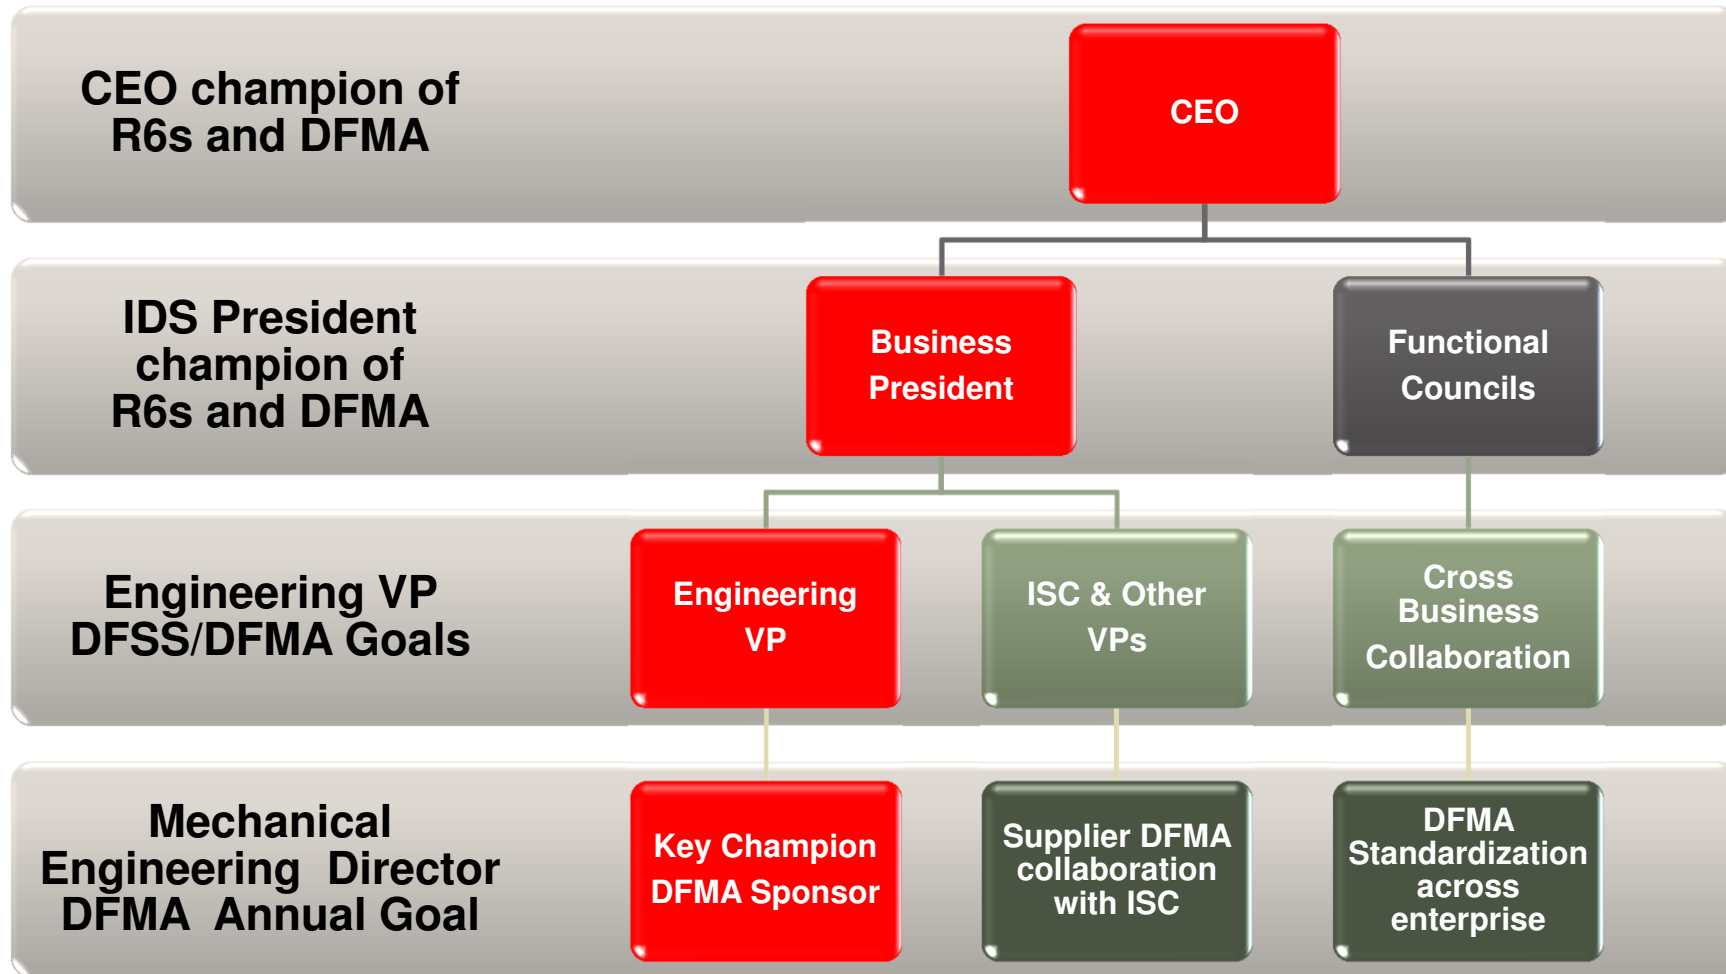 CEO champion of
R6s and DFMA
CEO
IDS President
champion of
R6s and DFMA
Business
President
Functional
Councils
Engineering VP
DFSS/DFMA Goals
Engineering
VP
ISC & Other
VPs
Cross
Business
Collaboration
Mechanical
Engineering Director
DFMA Annual Goal
Key Champion
DFMA Sponsor
Supplier DFMA
collaboration
with ISC
DFMA
Standardization
across
enterprise